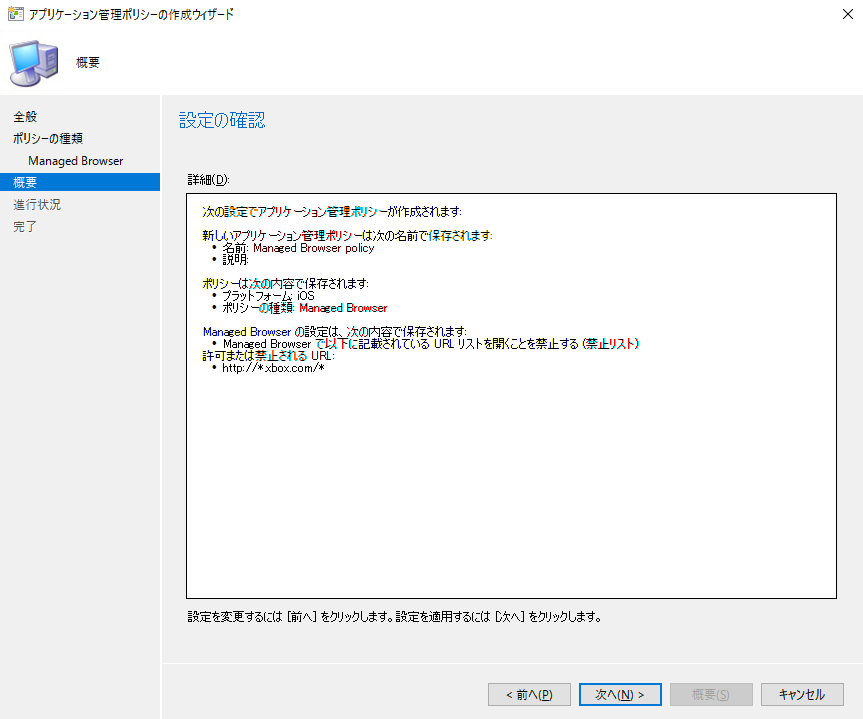 アプリケーション管理ポリシーの作成ウィザード
概要
全般
ポリシーの種類
Managed Browser
概要
進行状況
完了
設定の確認
詳細(D):
次の設定でアプリケーション管理ポリシーが作成されます:
新しいアプリケーション管理ポリシーは次の名前で保存されます:
• 名前: Managed Browser policy
• 説明:
ポリシーは次の内容で保存されます:
• プラットフォーム: iOS
• ポリシーの種類: Managed Browser
Managed Browser の設定は、次の内容で保存されます:
• Managed Browser で以下に記載されている URL リストを開くことを禁止する (禁止リスト)
許可または禁止される URL:
• http://*.xbox.com/*
設定を変更するには [前へ] をクリックします。設定を適用するには [次へ] をクリックします。
< 前へ(P)
次へ(N) >
概要(S)
キャンセル